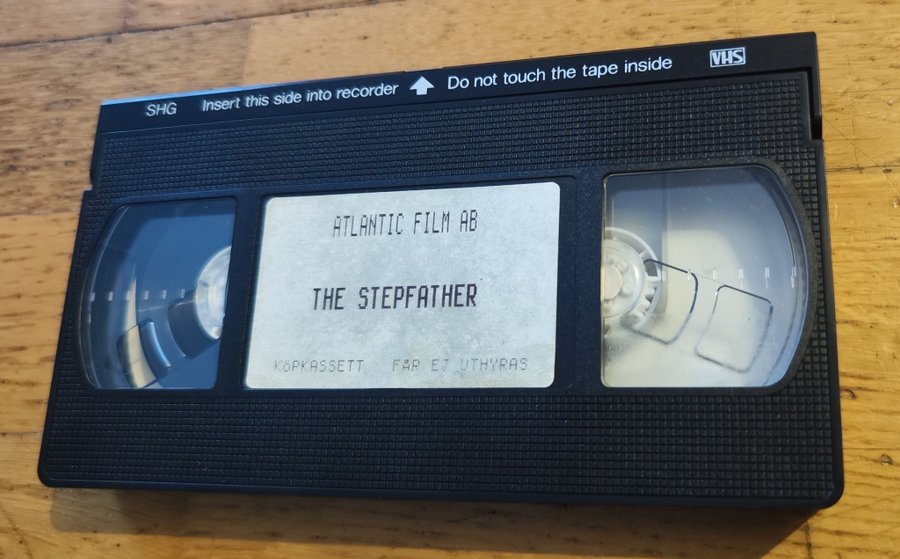 SHG Insert this side into recorder Do not touch the tape inside VHS
ATLANTIC FILM AB
THE STEPFATHER
KöPKASSETT FÅR EJ UTHYRAS